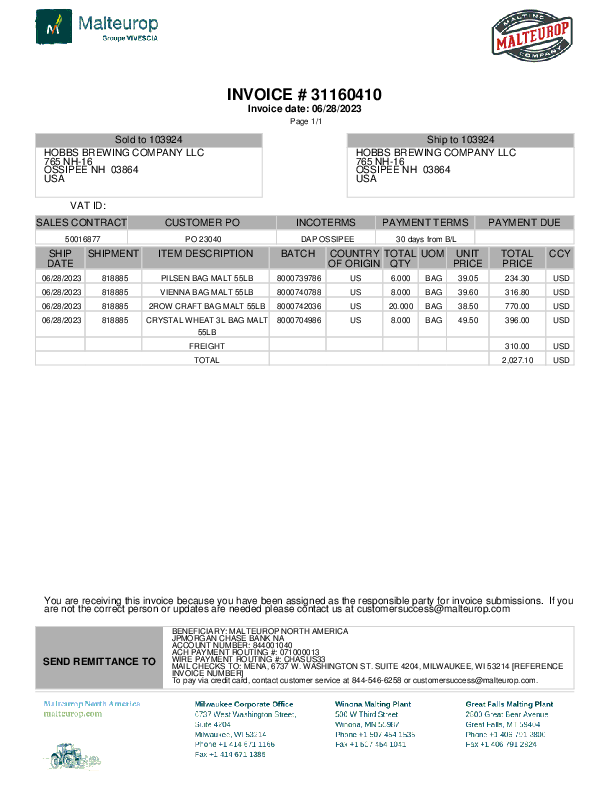 Malteurop
Groupe VIVESCIA
MALTING
MALTEUROP
COMPANY
INVOICE # 31160410
Invoice date: 06/28/2023
Page 1/1
Sold to 103924
HOBBS BREWING COMPANY LLC
765 NH-16
OSSIPEE NH 03864
USA
Ship to 103924
HOBBS BREWING COMPANY LLC
765 NH-16
OSSIPEE NH 03864
USA
VAT ID:
SALES CONTRACT CUSTOMER PO INCOTERMS PAYMENT TERMS PAYMENT DUE
50016877 PO 23040 DAP OSSIPEE 30 days from B/L
SHIP DATE SHIPMENT ITEM DESCRIPTION BATCH COUNTRY OF ORIGIN TOTAL QTY UOM UNIT PRICE TOTAL PRICE CCY
06/28/2023 818885 PILSEN BAG MALT 55LB 8000739786 US 6.000 BAG 39.05 234.30 USD
06/28/2023 818885 VIENNA BAG MALT 55LB 8000740788 US 8.000 BAG 39.60 316.80 USD
06/28/2023 818885 2ROW CRAFT BAG MALT 55LB 8000742036 US 20.000 BAG 38.50 770.00 USD
06/28/2023 818885 CRYSTAL WHEAT 3L BAG MALT 55LB 8000704986 US 8.000 BAG 49.50 396.00 USD
FREIGHT 310.00 USD
TOTAL 2,027.10 USD
You are receiving this invoice because you have been assigned as the responsible party for invoice submissions. If you
are not the correct person or updates are needed please contact us at customersuccess@malteurop.com
SEND REMITTANCE TO
BENEFICIARY: MALTEUROP NORTH AMERICA
JPMORGAN CHASE BANK NA
ACCOUNT NUMBER: 844001040
ACH PAYMENT ROUTING #: 071000013
WIRE PAYMENT ROUTING #: CHASUS33
MAIL CHECKS TO: MENA, 6737 W. WASHINGTON ST. SUITE 4204, MILWAUKEE, WI 53214 [REFERENCE
INVOICE NUMBER]
To pay via credit card, contact customer service at 844-546-6258 or customersuccess@malteurop.com.
Malteurop North America
malteurop.com
Milwaukee Corporate Office
6737 West Washington Street,
Suite 4204
Milwaukee, WI 53214
Phone +1 414 671 1166
Fax +1 414 671 1385
Winona Malting Plant
500 W Third Street
Winona, MN 55987
Phone +1 507 454 1535
Fax +1 507 454 1041
Great Falls Malting Plant
2800 Great Bear Avenue
Great Falls, MT 59404
Phone +1 406 791 2800
Fax +1 406 791 2824